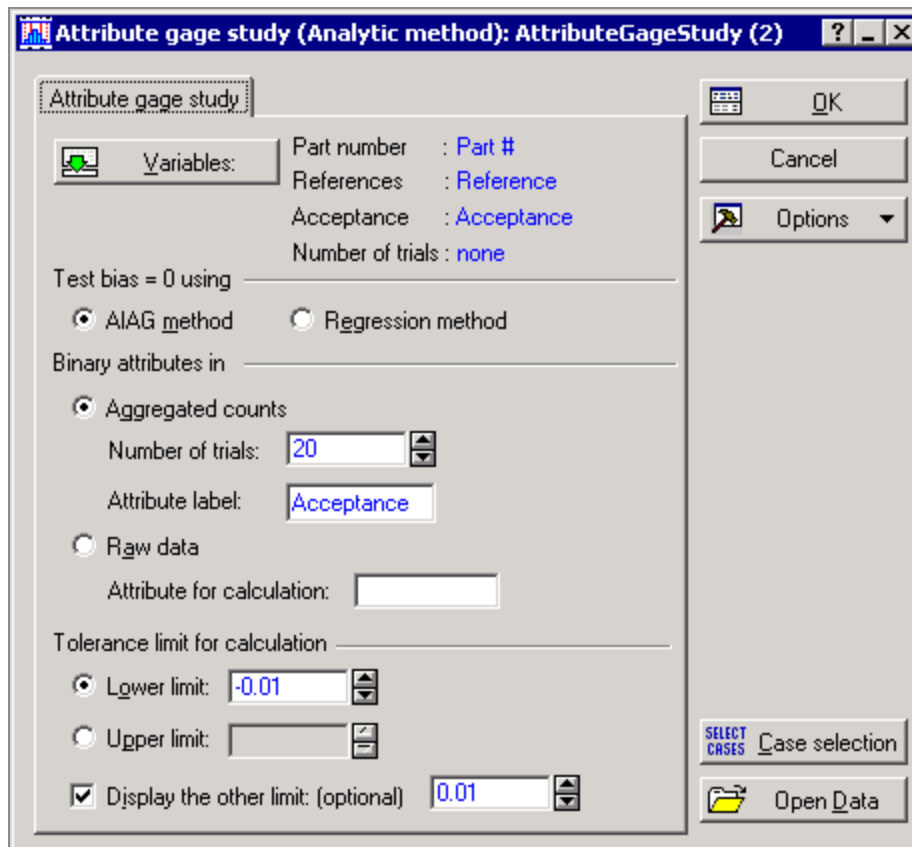 Attribute gage study (Analytic method): AttributeGageStudy (2)
Attribute gage study
Variables:
Part number : Part #
References : Reference
Acceptance : Acceptance
Number of trials : none
Test bias = 0 using
AIAG method
Regression method
Binary attributes in
Aggregated counts
Number of trials: 20
Attribute label: Acceptance
Raw data
Attribute for calculation:
Tolerance limit for calculation
Lower limit: -0.01
Upper limit:
Display the other limit: (optional) 0.01
OK
Cancel
Options
SELECT CASES Case selection
Open Data